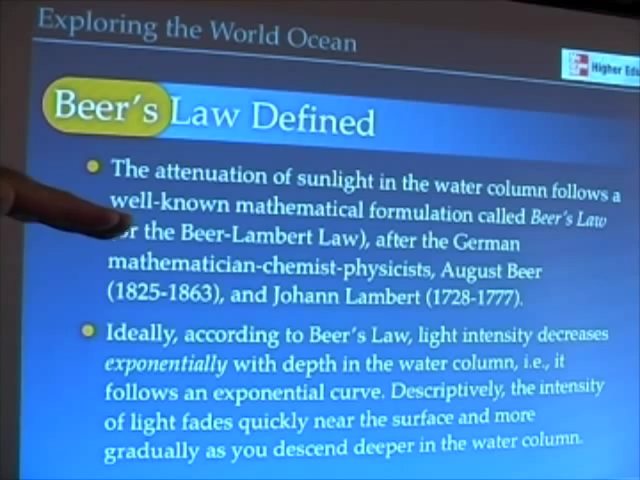 Exploring the World Ocean
Higher Edu
Beer's Law Defined
The attenuation of sunlight in the water column follows a
well-known mathematical formulation called Beer's Law
the Beer-Lambert Law), after the German
mathematician-chemist-physicists, August Beer
(1825-1863), and Johann Lambert (1728-1777).
Ideally, according to Beer's Law, light intensity decreases
exponentially with depth in the water column, i.e., it
follows an exponential curve. Descriptively, the intensity
of light fades quickly near the surface and more
gradually as you descend deeper in the water column.